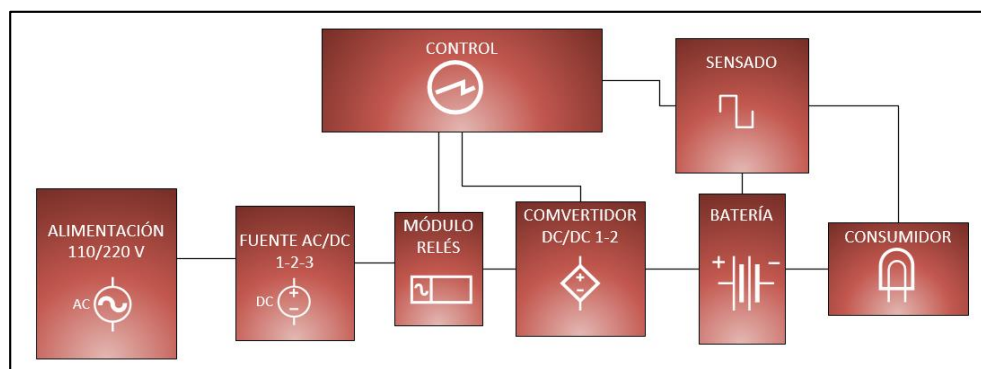 CONTROL
SENSADO
ALIMENTACIÓN
110/220 V
AC
FUENTE AC/DC
1-2-3
DC
MÓDULO
RELÉS
COMVERTIDOR
DC/DC 1-2
BATERÍA
CONSUMIDOR